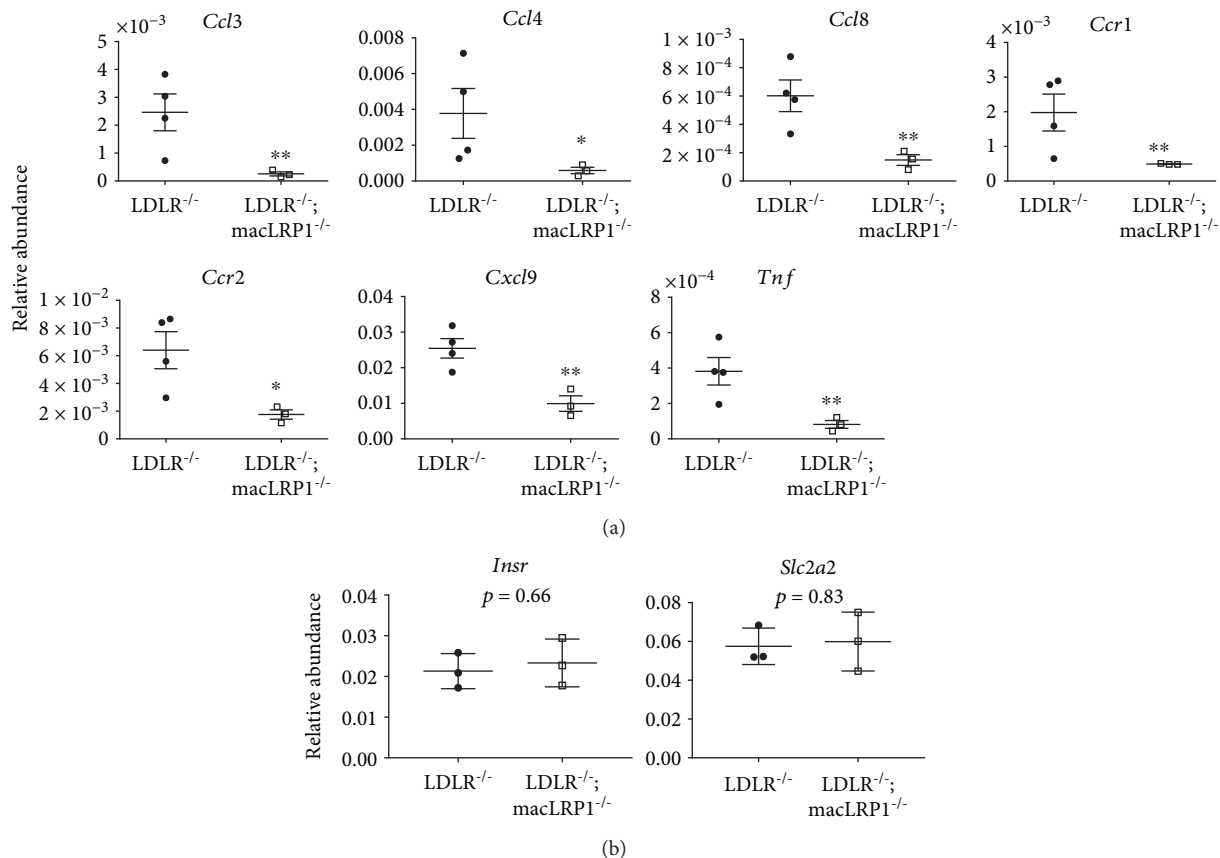 Ccl3
×10⁻³
5
4
3
2
1
0
**
LDLR⁻/⁻
LDLR⁻/⁻;
macLRP1⁻/⁻
Ccl4
0.008
0.006
0.004
0.002
0.000
*
LDLR⁻/⁻
LDLR⁻/⁻;
macLRP1⁻/⁻
Ccl8
1 × 10⁻³
8 × 10⁻⁴
6 × 10⁻⁴
4 × 10⁻⁴
2 × 10⁻⁴
0
**
LDLR⁻/⁻
LDLR⁻/⁻;
macLRP1⁻/⁻
Ccr1
×10⁻³
4
3
2
1
0
**
LDLR⁻/⁻
LDLR⁻/⁻;
macLRP1⁻/⁻
Relative abundance
Ccr2
1 × 10⁻²
8 × 10⁻³
6 × 10⁻³
4 × 10⁻³
2 × 10⁻³
0
*
LDLR⁻/⁻
LDLR⁻/⁻;
macLRP1⁻/⁻
Cxcl9
0.04
0.03
0.02
0.01
0.00
**
LDLR⁻/⁻
LDLR⁻/⁻;
macLRP1⁻/⁻
Tnf
×10⁻⁴
8
6
4
2
0
**
LDLR⁻/⁻
LDLR⁻/⁻;
macLRP1⁻/⁻
(a)
Insr
p = 0.66
0.04
0.03
0.02
0.01
0.00
Relative abundance
LDLR⁻/⁻
LDLR⁻/⁻;
macLRP1⁻/⁻
Slc2a2
p = 0.83
0.08
0.06
0.04
0.02
0.00
LDLR⁻/⁻
LDLR⁻/⁻;
macLRP1⁻/⁻
(b)